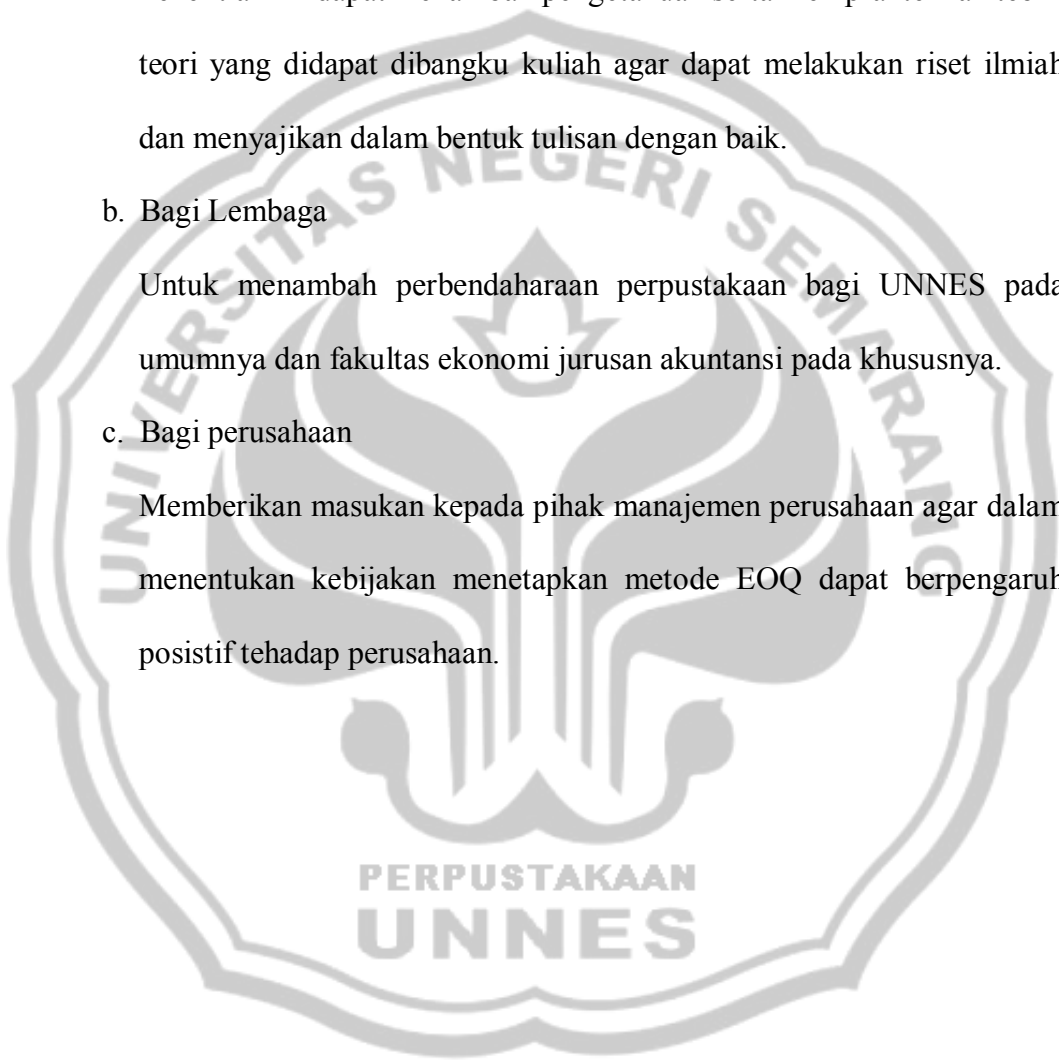 teori yang didapat dibangku kuliah agar dapat melakukan riset ilmiah
dan menyajikan dalam bentuk tulisan dengan baik.
b. Bagi Lembaga
Untuk menambah perbendaharaan perpustakaan bagi UNNES pada
umumnya dan fakultas ekonomi jurusan akuntansi pada khususnya.
c. Bagi perusahaan
Memberikan masukan kepada pihak manajemen perusahaan agar dalam
menentukan kebijakan menetapkan metode EOQ dapat berpengaruh
posistif tehadap perusahaan.
UNIVERSITAS NEGERI SEMARANG
PERPUSTAKAAN
UNNES